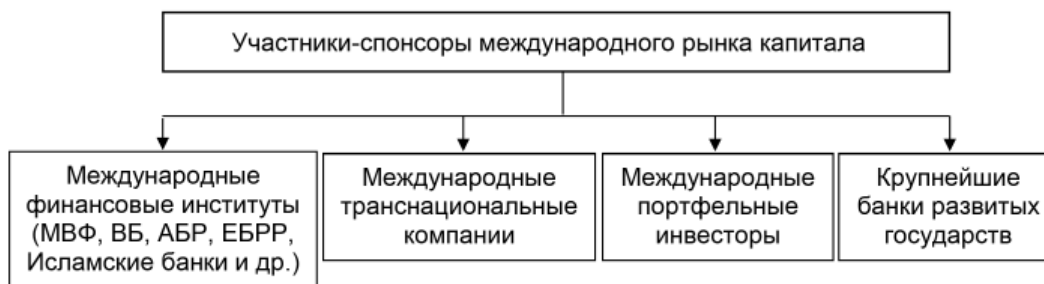 Участники-спонсоры международного рынка капитала
Международные
финансовые институты
(МВФ, ВБ, АБР, ЕБРР,
Исламские банки и др.)
Международные
транснациональные
компании
Международные
портфельные
инвесторы
Крупнейшие
банки развитых
государств